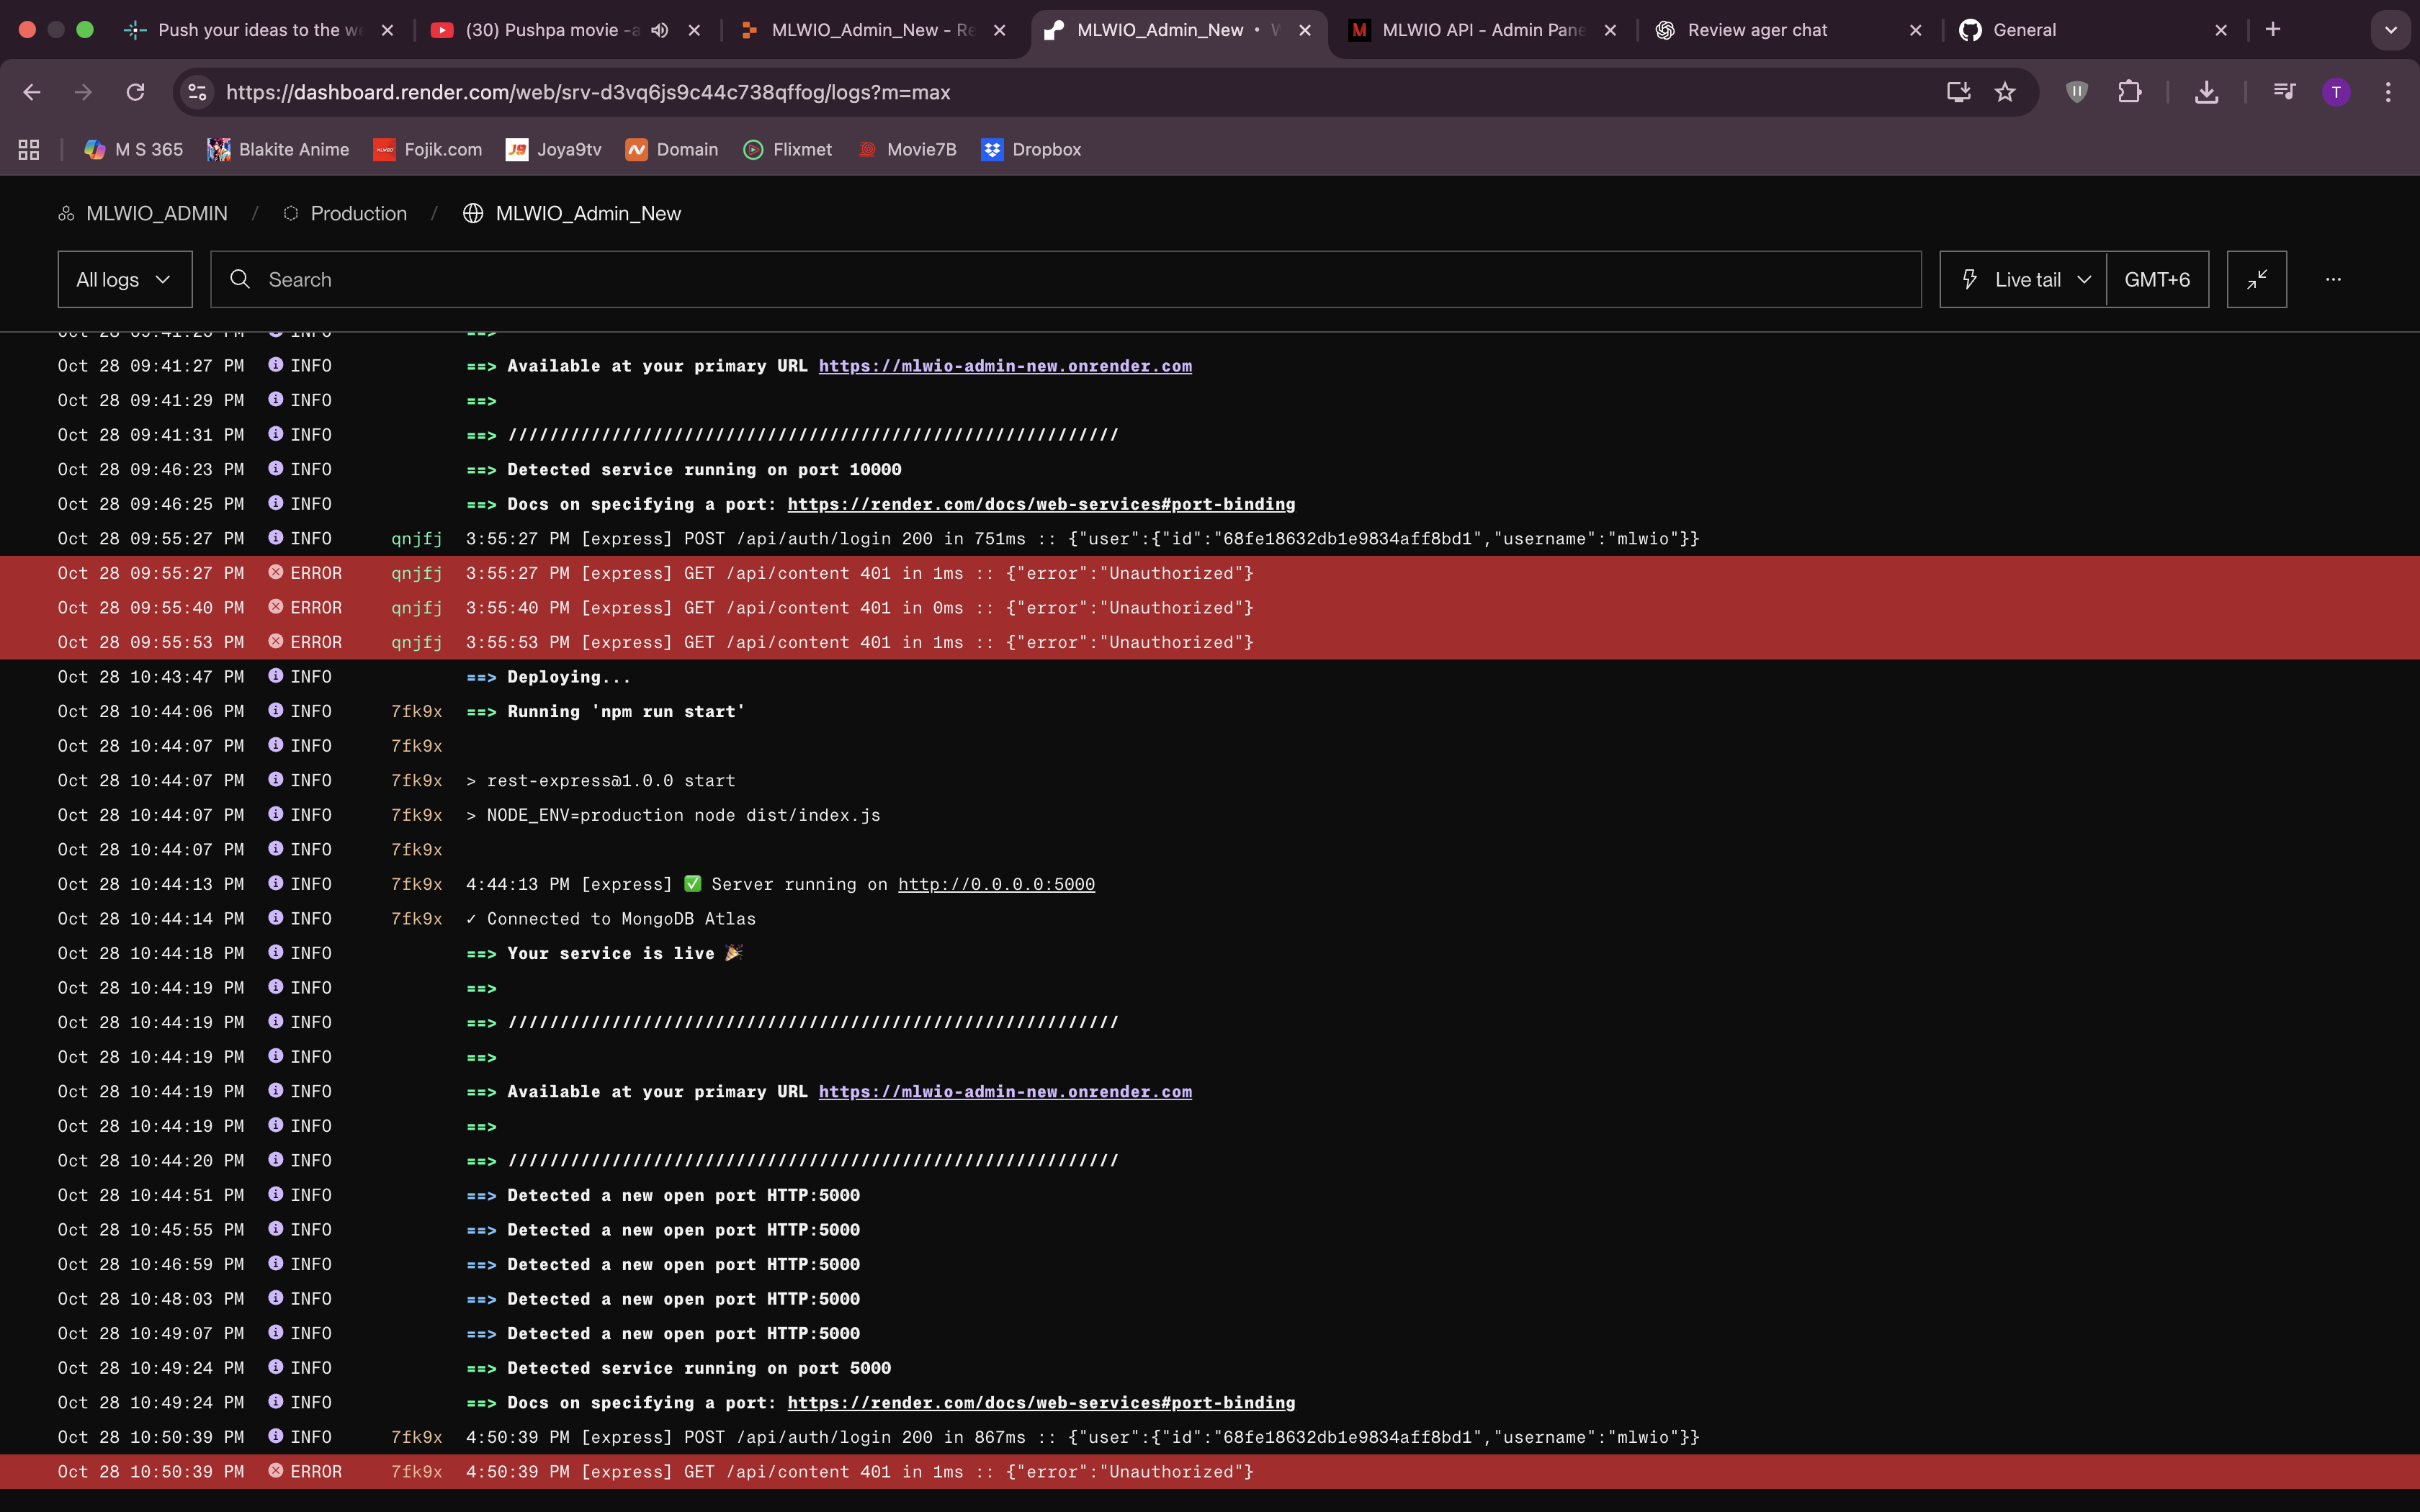 Push your ideas to the we
(30) Pushpa movie -a
MLWIO_Admin_New - Re
MLWIO_Admin_New • W
MLWIO API - Admin Pane
Review ager chat
General
https://dashboard.render.com/web/srv-d3vq6js9c44c738qffog/logs?m=max
T
M S 365
Blakite Anime
Fojik.com
Joya9tv
Domain
Flixmet
Movie7B
Dropbox
MLWIO_ADMIN / Production / MLWIO_Admin_New
All logs
Search
Live tail
GMT+6
Oct 28 09:41:27 PM INFO ==> Available at your primary URL https://mlwio-admin-new.onrender.com
Oct 28 09:41:29 PM INFO ==>
Oct 28 09:41:31 PM INFO ==> ///////////////////////////////////////////////////////////
Oct 28 09:46:23 PM INFO ==> Detected service running on port 10000
Oct 28 09:46:25 PM INFO ==> Docs on specifying a port: https://render.com/docs/web-services#port-binding
Oct 28 09:55:27 PM INFO qnjfj 3:55:27 PM [express] POST /api/auth/login 200 in 751ms :: {"user":{"id":"68fe18632db1e9834aff8bd1","username":"mlwio"}}
Oct 28 09:55:27 PM ERROR qnjfj 3:55:27 PM [express] GET /api/content 401 in 1ms :: {"error":"Unauthorized"}
Oct 28 09:55:40 PM ERROR qnjfj 3:55:40 PM [express] GET /api/content 401 in 0ms :: {"error":"Unauthorized"}
Oct 28 09:55:53 PM ERROR qnjfj 3:55:53 PM [express] GET /api/content 401 in 1ms :: {"error":"Unauthorized"}
Oct 28 10:43:47 PM INFO ==> Deploying...
Oct 28 10:44:06 PM INFO 7fk9x ==> Running 'npm run start'
Oct 28 10:44:07 PM INFO 7fk9x
Oct 28 10:44:07 PM INFO 7fk9x > rest-express@1.0.0 start
Oct 28 10:44:07 PM INFO 7fk9x > NODE_ENV=production node dist/index.js
Oct 28 10:44:07 PM INFO 7fk9x
Oct 28 10:44:13 PM INFO 7fk9x 4:44:13 PM [express] ✅ Server running on http://0.0.0.0:5000
Oct 28 10:44:14 PM INFO 7fk9x ✓ Connected to MongoDB Atlas
Oct 28 10:44:18 PM INFO ==> Your service is live 🎉
Oct 28 10:44:19 PM INFO ==>
Oct 28 10:44:19 PM INFO ==> ///////////////////////////////////////////////////////////
Oct 28 10:44:19 PM INFO ==>
Oct 28 10:44:19 PM INFO ==> Available at your primary URL https://mlwio-admin-new.onrender.com
Oct 28 10:44:19 PM INFO ==>
Oct 28 10:44:20 PM INFO ==> ///////////////////////////////////////////////////////////
Oct 28 10:44:51 PM INFO ==> Detected a new open port HTTP:5000
Oct 28 10:45:55 PM INFO ==> Detected a new open port HTTP:5000
Oct 28 10:46:59 PM INFO ==> Detected a new open port HTTP:5000
Oct 28 10:48:03 PM INFO ==> Detected a new open port HTTP:5000
Oct 28 10:49:07 PM INFO ==> Detected a new open port HTTP:5000
Oct 28 10:49:24 PM INFO ==> Detected service running on port 5000
Oct 28 10:49:24 PM INFO ==> Docs on specifying a port: https://render.com/docs/web-services#port-binding
Oct 28 10:50:39 PM INFO 7fk9x 4:50:39 PM [express] POST /api/auth/login 200 in 867ms :: {"user":{"id":"68fe18632db1e9834aff8bd1","username":"mlwio"}}
Oct 28 10:50:39 PM ERROR 7fk9x 4:50:39 PM [express] GET /api/content 401 in 1ms :: {"error":"Unauthorized"}